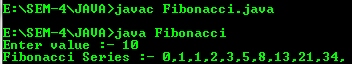 E:\SEM-4\JAVA>javac Fibonacci.java
E:\SEM-4\JAVA>java Fibonacci
Enter value :- 10
Fibonacci Series :- 0,1,1,2,3,5,8,13,21,34,